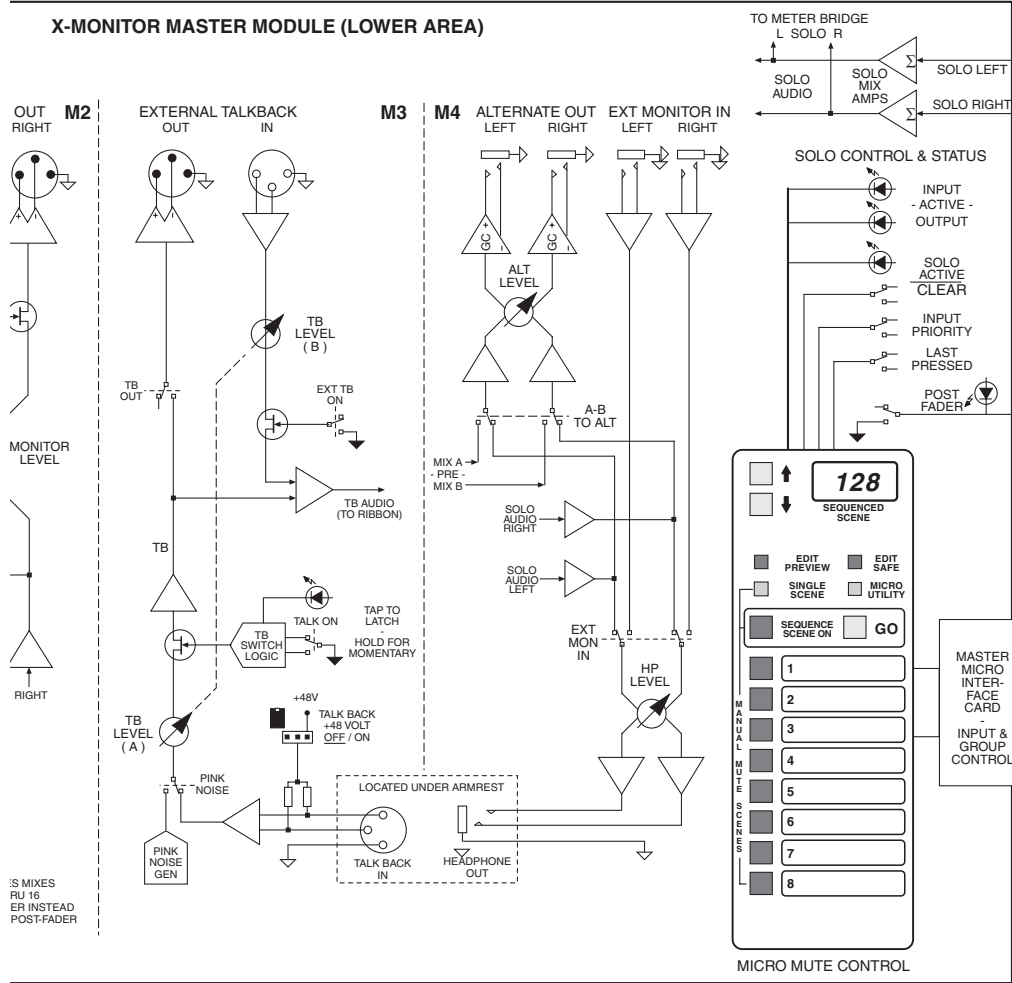 X-MONITOR MASTER MODULE (LOWER AREA)
TO METER BRIDGE
L SOLO R
SOLO
AUDIO
SOLO
MIX
AMPS
Σ
Σ
SOLO LEFT
SOLO RIGHT
OUT
RIGHT
M2
EXTERNAL TALKBACK
OUT
IN
M3
M4
ALTERNATE OUT
LEFT
RIGHT
EXT MONITOR IN
LEFT
RIGHT
+ -
+ -
GC + -
GC + -
ALT
LEVEL
TB
LEVEL
( B )
TB
OUT
EXT TB
ON
A-B
TO ALT
MONITOR
LEVEL
MIX A
- PRE -
MIX B
TB AUDIO
(TO RIBBON)
SOLO
AUDIO
RIGHT
SOLO
AUDIO
LEFT
TB
TALK ON
TB
SWITCH
LOGIC
TAP TO
LATCH
-
HOLD FOR
MOMENTARY
EXT
MON
IN
HP
LEVEL
RIGHT
TB
LEVEL
( A )
+48V
TALK BACK
+48 VOLT
OFF / ON
PINK
NOISE
PINK
NOISE
GEN
LOCATED UNDER ARMREST
TALK BACK
IN
HEADPHONE
OUT
ES MIXES
RU 16
ER INSTEAD
POST-FADER
SOLO CONTROL & STATUS
INPUT
- ACTIVE -
OUTPUT
SOLO
ACTIVE
CLEAR
INPUT
PRIORITY
LAST
PRESSED
POST
FADER
128
SEQUENCED
SCENE
EDIT
PREVIEW
EDIT
SAFE
SINGLE
SCENE
MICRO
UTILITY
SEQUENCE
SCENE ON
GO
MANUAL MUTE SCENES
1
2
3
4
5
6
7
8
MASTER
MICRO
INTER-
FACE
CARD
-
INPUT &
GROUP
CONTROL
MICRO MUTE CONTROL